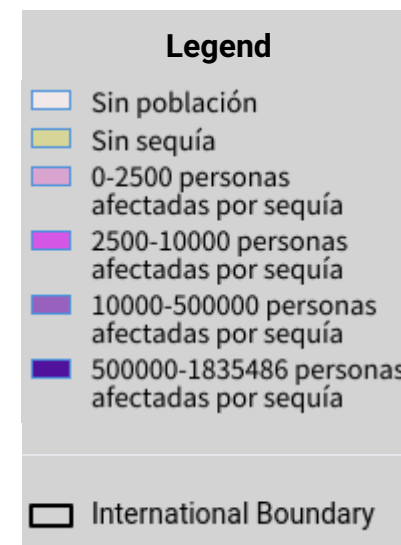 Legend
Sin población
Sin sequía
0-2500 personas
afectadas por sequía
2500-10000 personas
afectadas por sequía
10000-500000 personas
afectadas por sequía
500000-1835486 personas
afectadas por sequía
International Boundary